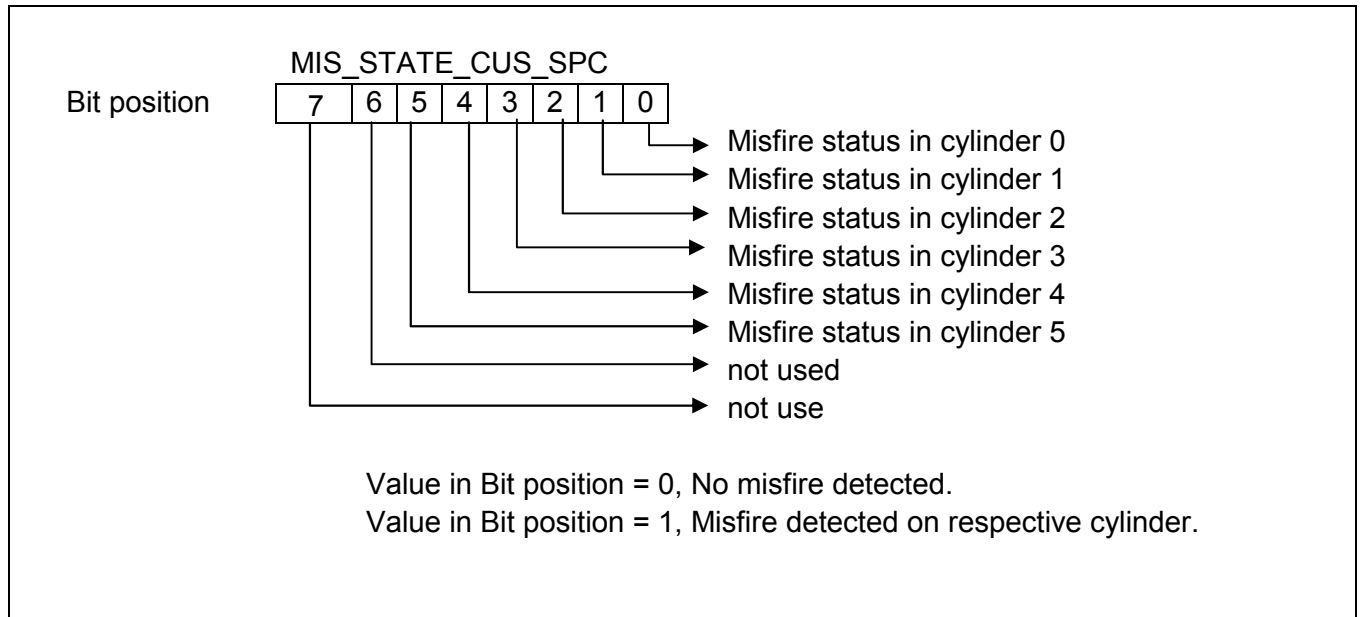 MIS_STATE_CUS_SPC
Bit position 7 6 5 4 3 2 1 0
Misfire status in cylinder 0
Misfire status in cylinder 1
Misfire status in cylinder 2
Misfire status in cylinder 3
Misfire status in cylinder 4
Misfire status in cylinder 5
not used
not use
Value in Bit position = 0, No misfire detected.
Value in Bit position = 1, Misfire detected on respective cylinder.